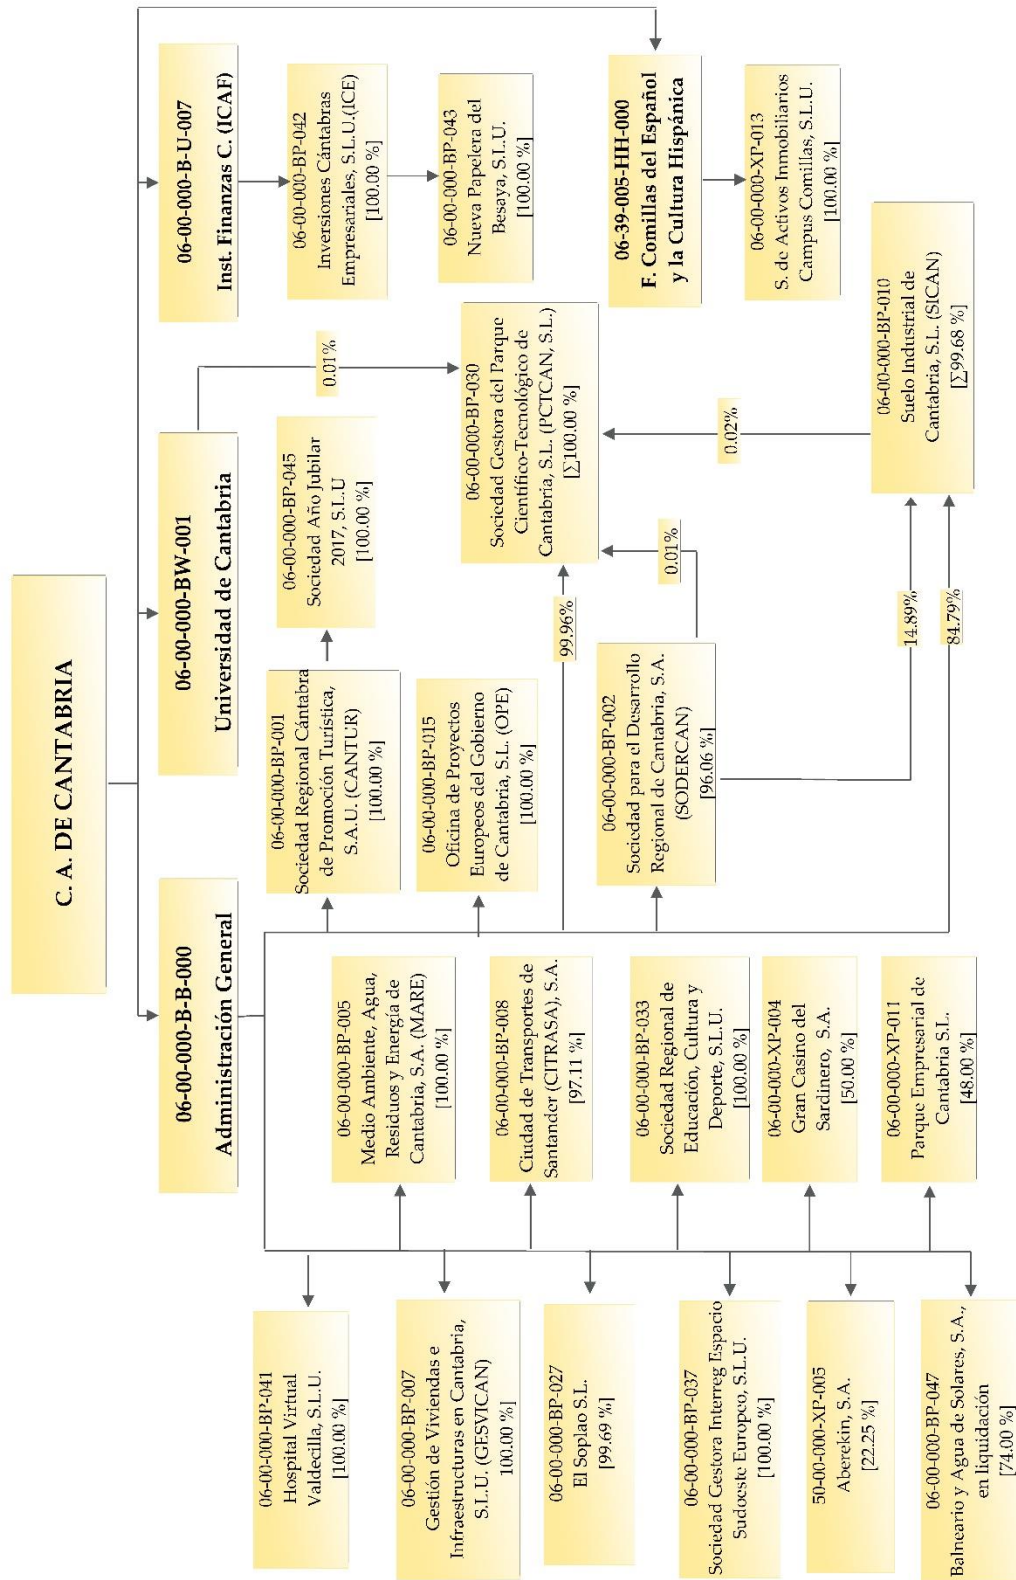 C. A. DE CANTABRIA
06-00-000-B-B-000
Administración General
06-00-000-BW-001
Universidad de Cantabria
06-00-000-B-U-007
Inst. Finanzas C. (ICAF)
06-00-000-BP-041
Hospital Virtual
Valdecilla, S.L.U.
[100.00 %]
06-00-000-BP-005
Medio Ambiente, Agua,
Residuos y Energía de
Cantabria, S.A. (MARE)
[100.00 %]
06-00-000-BP-001
Sociedad Regional Cántabra
de Promoción Turística,
S.A.U. (CANTUR)
[100.00 %]
06-00-000-BP-045
Sociedad Año Jubilar
2017, S.L.U
[100.00 %]
0.01%
06-00-000-BP-042
Inversiones Cántabras
Empresariales, S.L.U.(ICE)
[100.00 %]
06-00-000-BP-007
Gestión de Viviendas e
Infraestructuras en Cantabria,
S.L.U. (GESVICAN)
100.00 %]
06-00-000-BP-008
Ciudad de Transportes de
Santander (CITRASA), S.A.
[97.11 %]
06-00-000-BP-015
Oficina de Proyectos
Europeos del Gobierno
de Cantabria, S.L. (OPE)
[100.00 %]
06-00-000-BP-030
Sociedad Gestora del Parque
Científico-Tecnológico de
Cantabria, S.L. (PCTCAN, S.L.)
[∑100.00 %]
06-00-000-BP-043
Nueva Papelera del
Besaya, S.L.U.
[100.00 %]
99.96%
06-00-000-BP-027
El Soplao S.L.
[99.69 %]
06-00-000-BP-033
Sociedad Regional de
Educación, Cultura y
Deporte, S.L.U.
[100.00 %]
06-00-000-BP-002
Sociedad para el Desarrollo
Regional de Cantabria, S.A.
(SODERCAN)
[96.06 %]
0.01%
0.02%
06-39-005-HH-000
F. Comillas del Español
y la Cultura Hispánica
06-00-000-BP-037
Sociedad Gestora Interreg Espacio
Sudoeste Europeo, S.L.U.
[100.00 %]
06-00-000-XP-004
Gran Casino del
Sardinero, S.A.
[50.00 %]
06-00-000-XP-013
S. de Activos Inmobiliarios
Campus Comillas, S.L.U.
[100.00 %]
50-00-000-XP-005
Aberekin, S.A.
[22.25 %]
06-00-000-XP-011
Parque Empresarial de
Cantabria S.L.
[48.00 %]
14.89%
84.79%
06-00-000-BP-010
Suelo Industrial de
Cantabria, S.L. (SICAN)
[∑99.68 %]
06-00-000-BP-047
Balneario y Agua de Solares, S.A.,
en liquidación
[74.00 %]